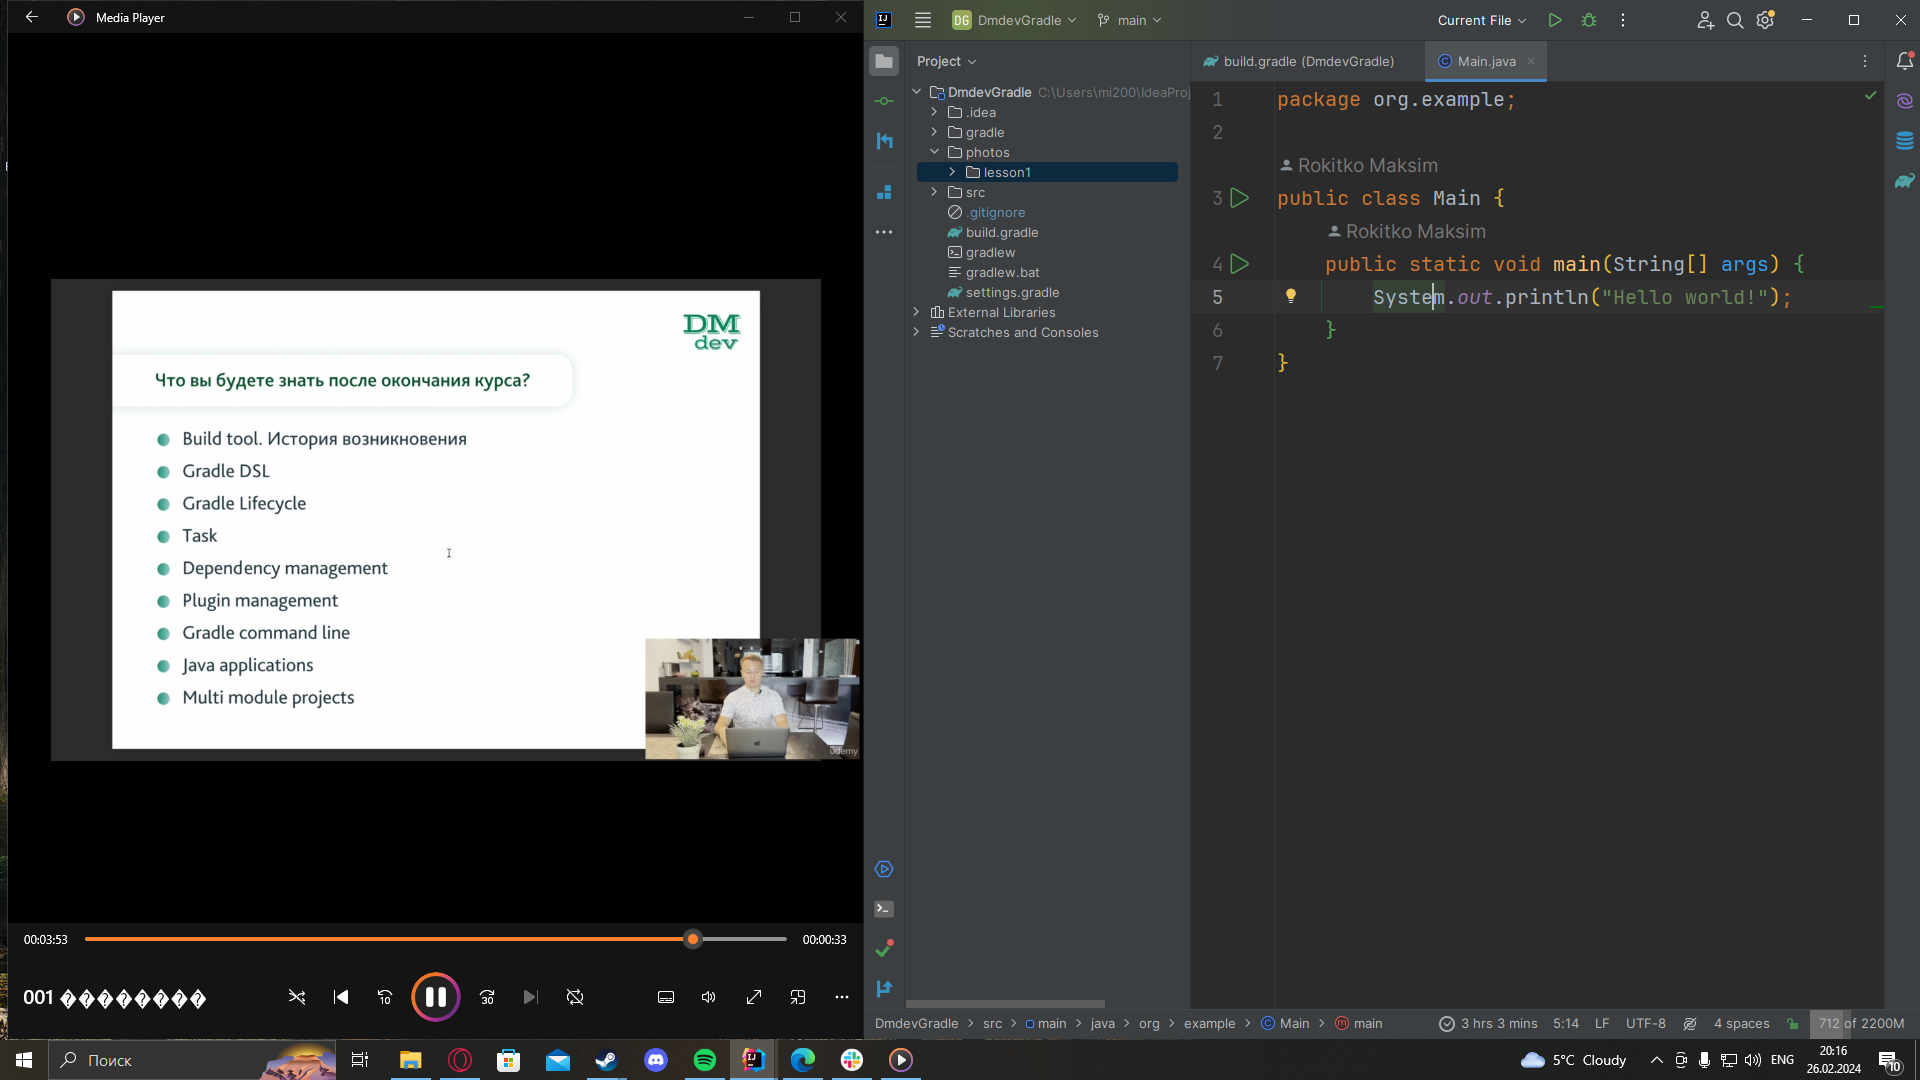 Media Player
DM
dev
Что вы будете знать после окончания курса?
Build tool. История возникновения
Gradle DSL
Gradle Lifecycle
Task
Dependency management
Plugin management
Gradle command line
Java applications
Multi module projects
udemy
00:03:53
00:00:33
001 ���������
10
30
DG DmdevGradle
main
Current File
Project
DmdevGradle C:\Users\mi200\IdeaProj
.idea
gradle
photos
lesson1
src
.gitignore
build.gradle
gradlew
gradlew.bat
settings.gradle
External Libraries
Scratches and Consoles
build.gradle (DmdevGradle)
Main.java
1 package org.example;
2
Rokitko Maksim
3 public class Main {
Rokitko Maksim
4 public static void main(String[] args) {
5 System.out.println("Hello world!");
6 }
7 }
DmdevGradle > src > main > java > org > example > Main > main
3 hrs 3 mins 5:14 LF UTF-8 4 spaces 712 of 2200M
Поиск
5°C Cloudy
ENG
20:16
26.02.2024
10